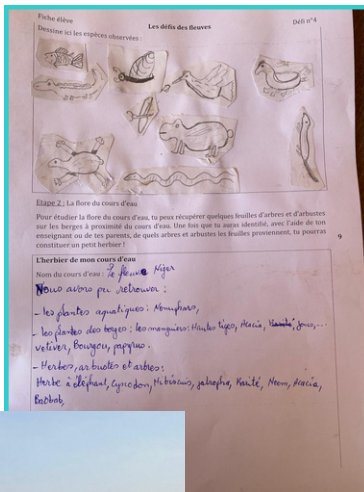 Fiche élève
Les défis des fleuves
Défi n°4
Dessine ici les espèces observées :
Etape 2 : La flore du cours d'eau
Pour étudier la flore du cours d'eau, tu peux récupérer quelques feuilles d'arbres et d'arbustes
sur les berges à proximité du cours d'eau. Une fois que tu auras identifié, avec l'aide de ton
enseignant ou de tes parents, de quels arbres et arbustes les feuilles proviennent, tu pourras
constituer un petit herbier !
9
L'herbier de mon cours d'eau
Nom du cours d'eau : Le fleuve Niger
Nous avons pu retrouver :
- les plantes aquatiques : Nenuphars,
- les plantes des berges : les manguiers Hautes tiges, Acacia, joncs,...
vetiver, Bourgou, papyrus.
- Herbes, arbustes et arbres :
Herbe à éléphant, Cynodon, Hibiscus, jatropha, Karité, Neem, Acacia,
Baobab,